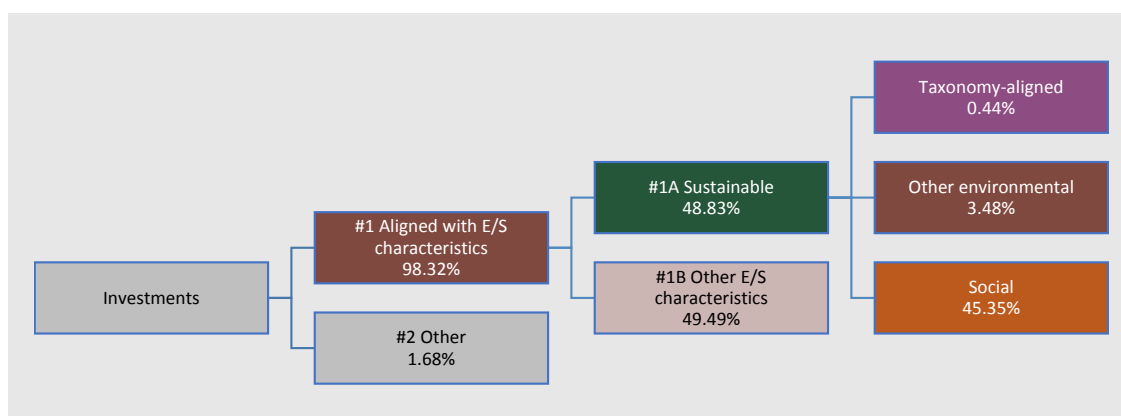 Investments
#1 Aligned with E/S
characteristics
98.32%
#2 Other
1.68%
#1A Sustainable
48.83%
#1B Other E/S
characteristics
49.49%
Taxonomy-aligned
0.44%
Other environmental
3.48%
Social
45.35%